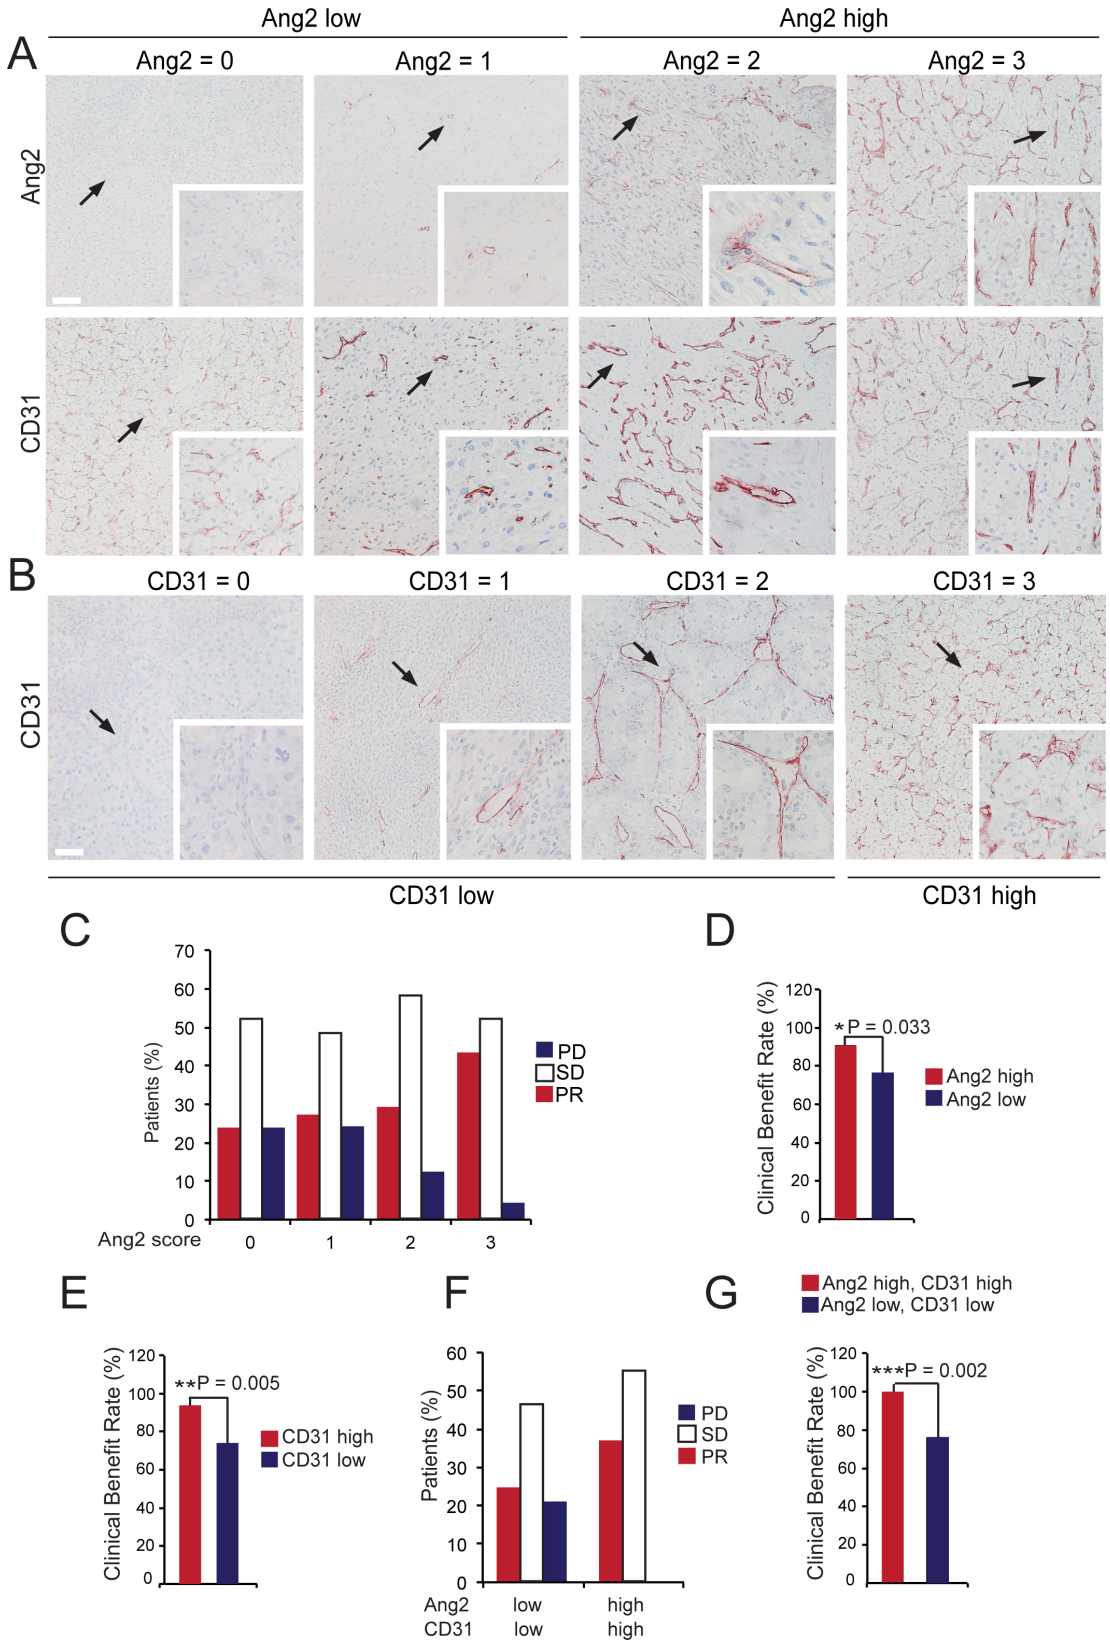 Ang2 low
Ang2 high
A
Ang2 = 0
Ang2 = 1
Ang2 = 2
Ang2 = 3
Ang2
CD31
B
CD31 = 0
CD31 = 1
CD31 = 2
CD31 = 3
CD31
CD31 low
CD31 high
C
70
60
50
40
30
20
10
0
Patients (%)
Ang2 score
0
1
2
3
PD
SD
PR
D
120
100
80
60
40
20
0
Clinical Benefit Rate (%)
*P = 0.033
Ang2 high
Ang2 low
E
120
100
80
60
40
20
0
Clinical Benefit Rate (%)
**P = 0.005
CD31 high
CD31 low
F
60
50
40
30
20
10
0
Patients (%)
Ang2 low high
CD31 low high
PD
SD
PR
G
Ang2 high, CD31 high
Ang2 low, CD31 low
120
100
80
60
40
20
0
Clinical Benefit Rate (%)
***P = 0.002